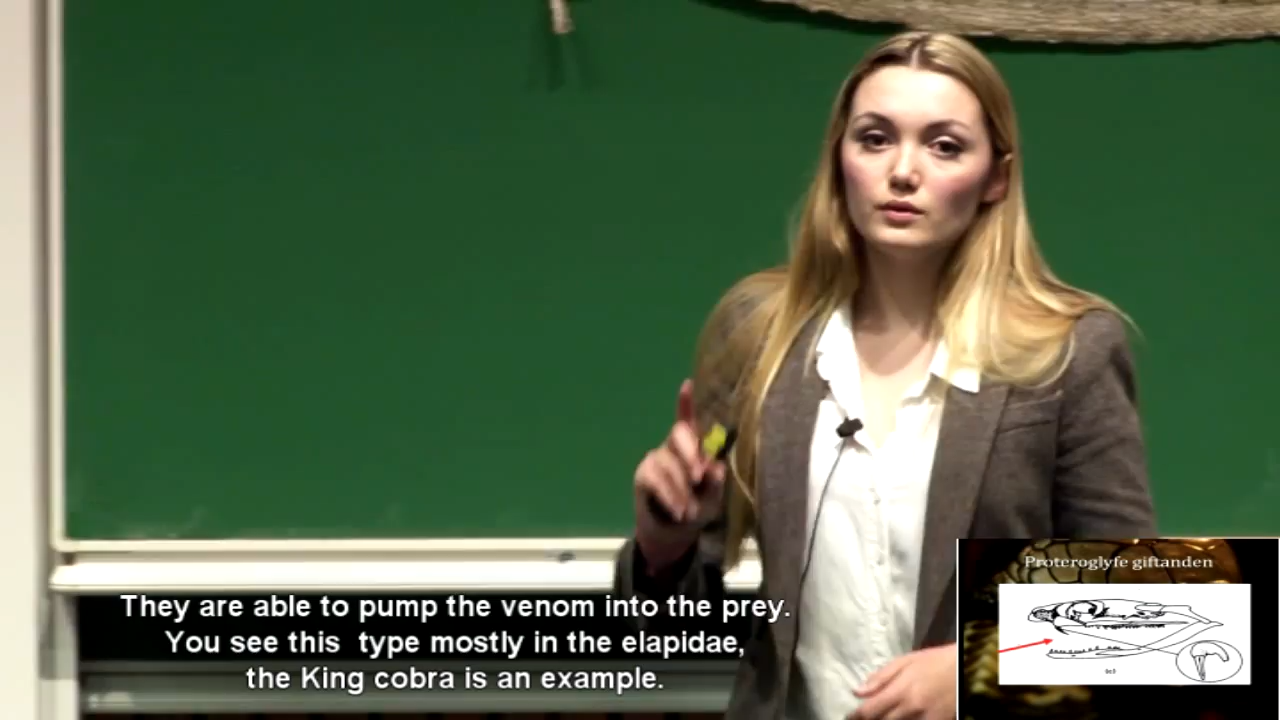 They are able to pump the venom into the prey.
You see this  type mostly in the elapidae,
the King cobra is an example.
Proteroglyfe giftanden